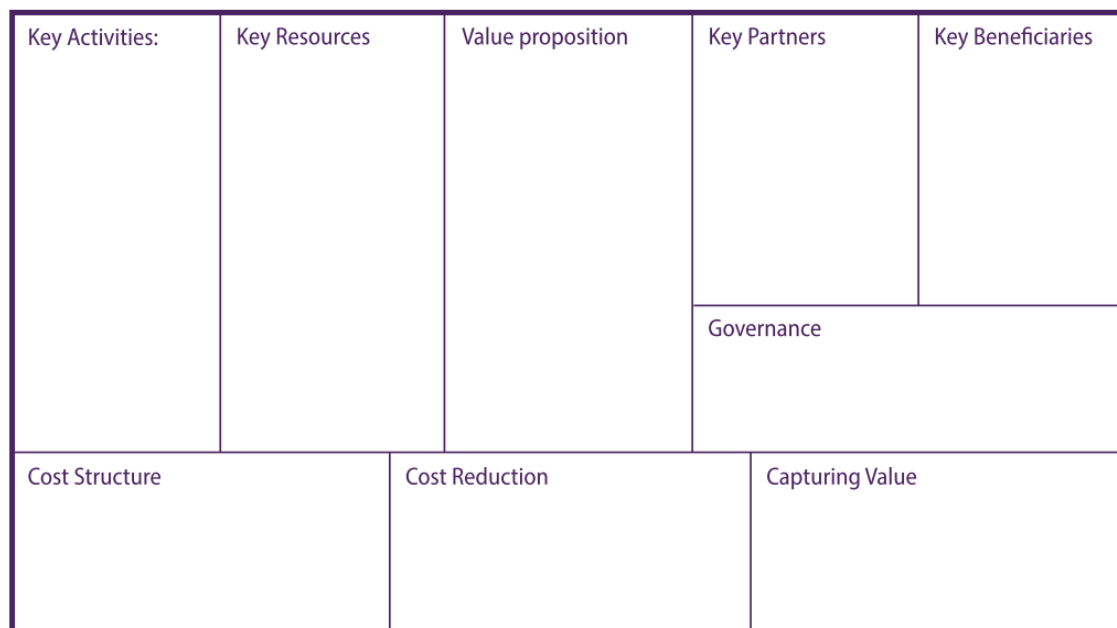 Key Activities:
Key Resources
Value proposition
Key Partners
Key Beneficiaries
Governance
Cost Structure
Cost Reduction
Capturing Value